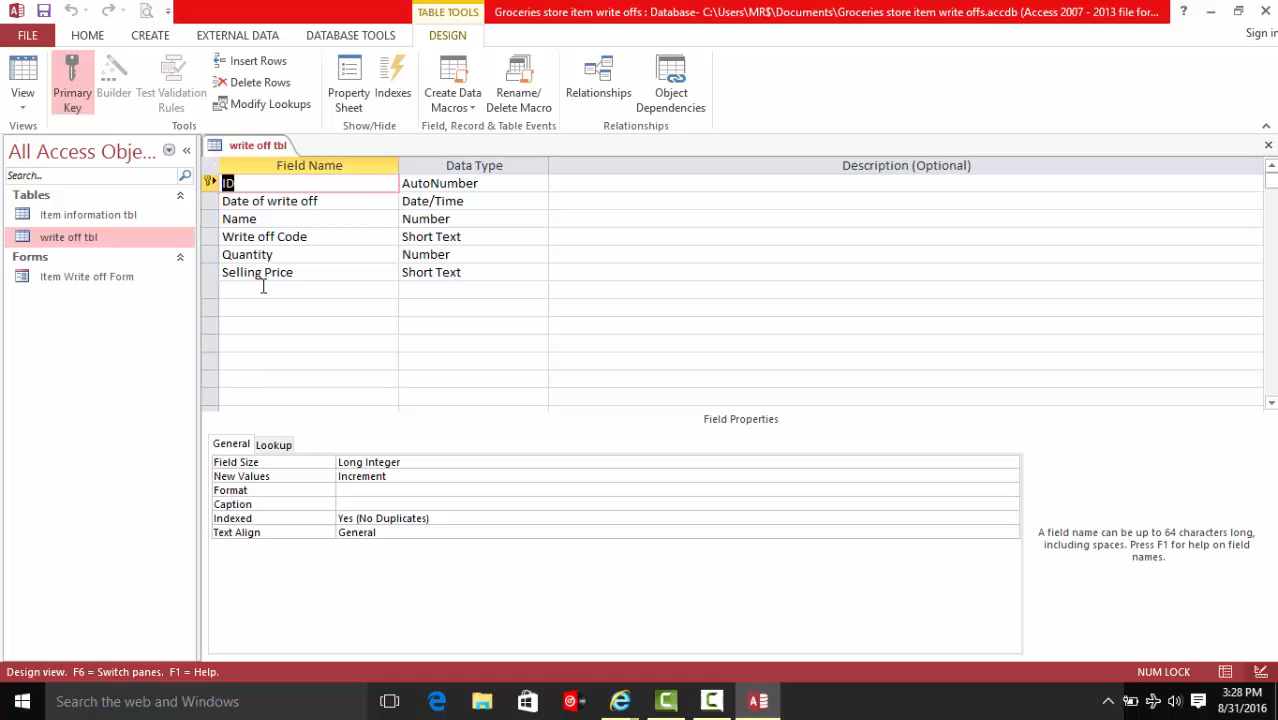 TABLE TOOLS
Groceries store item write offs : Database- C:\Users\MR$\Documents\Groceries store item write offs.accdb (Access 2007 - 2013 file for...
?
FILE HOME CREATE EXTERNAL DATA DATABASE TOOLS DESIGN Sign in
View Primary Key Builder Test Validation Rules
Insert Rows
Delete Rows
Modify Lookups
Property Sheet Indexes Create Data Macros Rename/ Delete Macro Relationships Object Dependencies
Views Tools Show/Hide Field, Record & Table Events Relationships
All Access Obje...
Search...
Tables
Item information tbl
write off tbl
Forms
Item Write off Form
write off tbl
Field Name Data Type Description (Optional)
ID AutoNumber
Date of write off Date/Time
Name Number
Write off Code Short Text
Quantity Number
Selling Price Short Text
Field Properties
General Lookup
Field Size Long Integer
New Values Increment
Format
Caption
Indexed Yes (No Duplicates)
Text Align General
A field name can be up to 64 characters long,
including spaces. Press F1 for help on field
names.
Design view. F6 = Switch panes. F1 = Help. NUM LOCK
Search the web and Windows
3:28 PM
8/31/2016